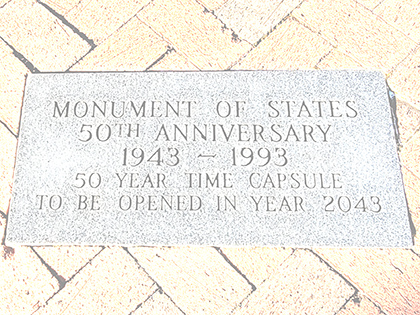 MONUMENT OF STATES
50TH ANNIVERSARY
1943 - 1993
50 YEAR TIME CAPSULE
TO BE OPENED IN YEAR 2043